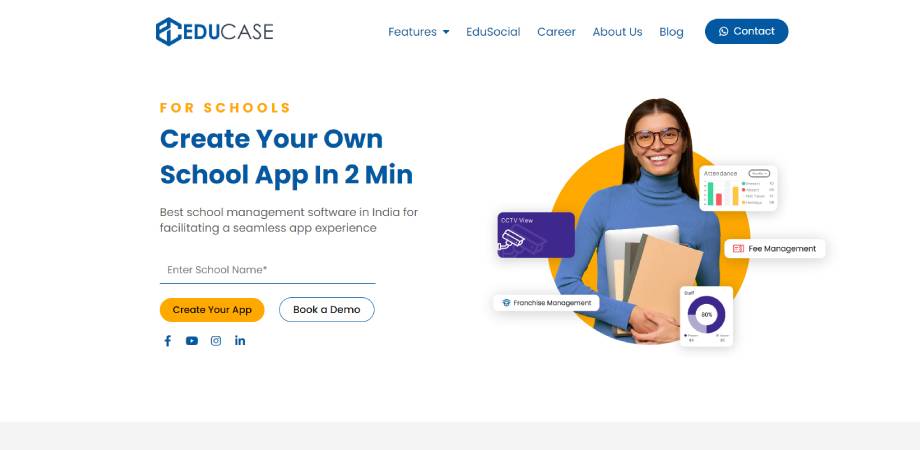 EDUCASE
Features
EduSocial
Career
About Us
Blog
Contact
FOR SCHOOLS
Create Your Own
School App In 2 Min
Best school management software in India for
facilitating a seamless app experience
Enter School Name*
Create Your App
Book a Demo
Attendance
CCTV View
Fee Management
Franchise Management
Staff
80%